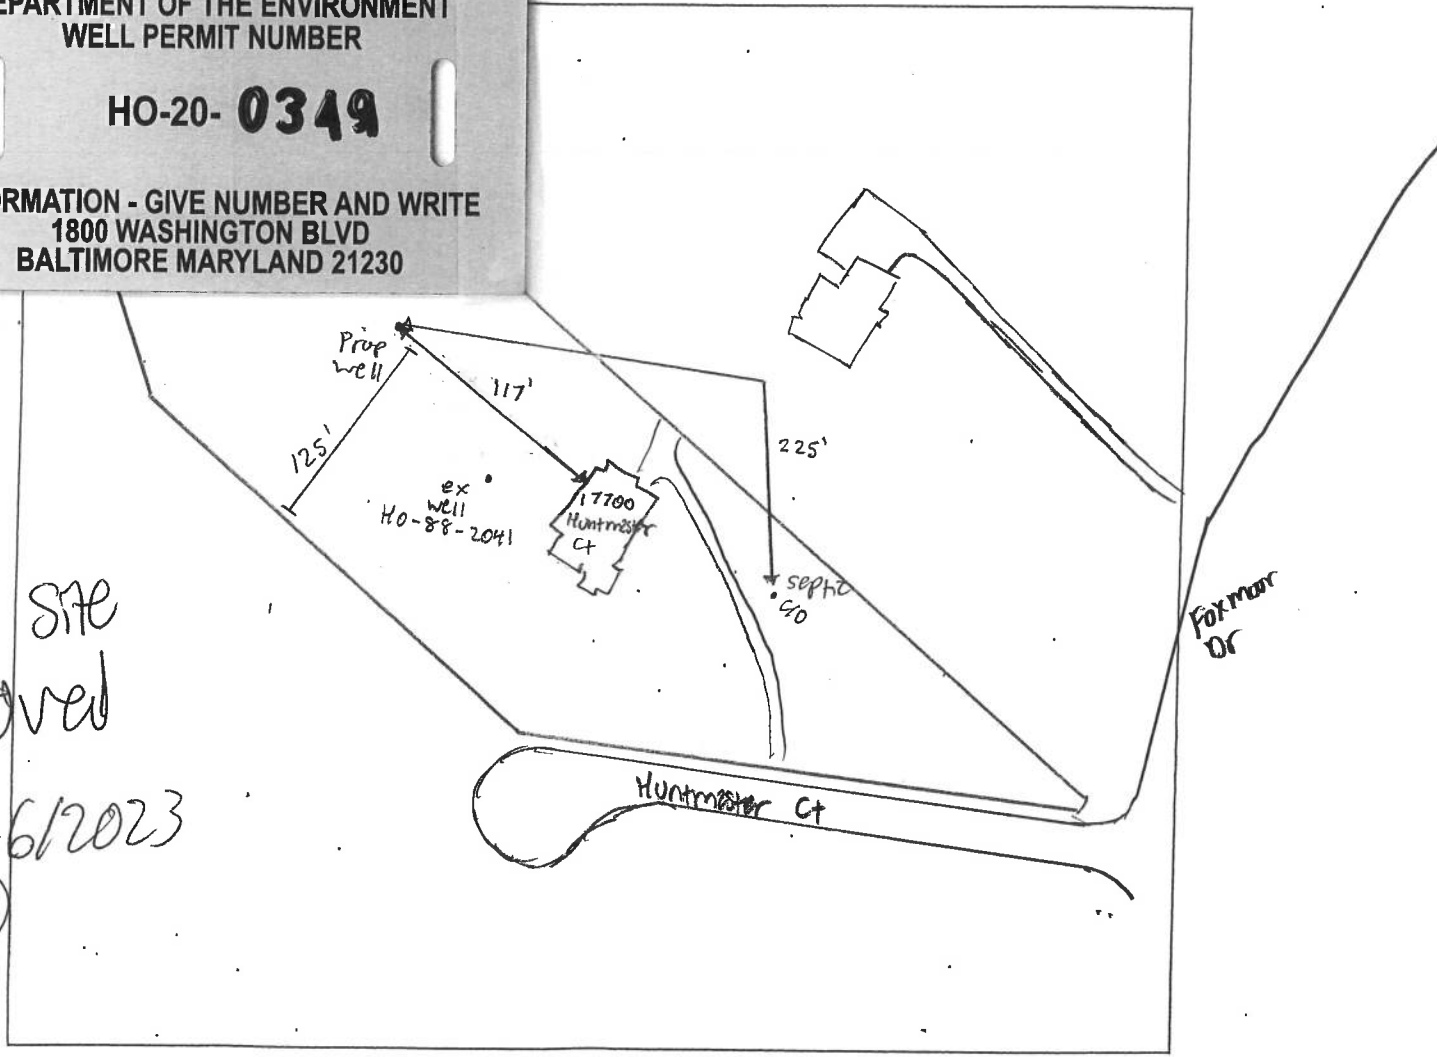 EPARTMENT OF THE ENVIRONMENT
WELL PERMIT NUMBER
HO-20- 0349
RMATION - GIVE NUMBER AND WRITE
1800 WASHINGTON BLVD
BALTIMORE MARYLAND 21230
Prop
well
117'
125'
225'
ex
well
HO-88-2041
17700
Huntmaster
Ct
septic
c/o
Foxmoor
Dr
Huntmaster Ct
Site
oved
6/2023